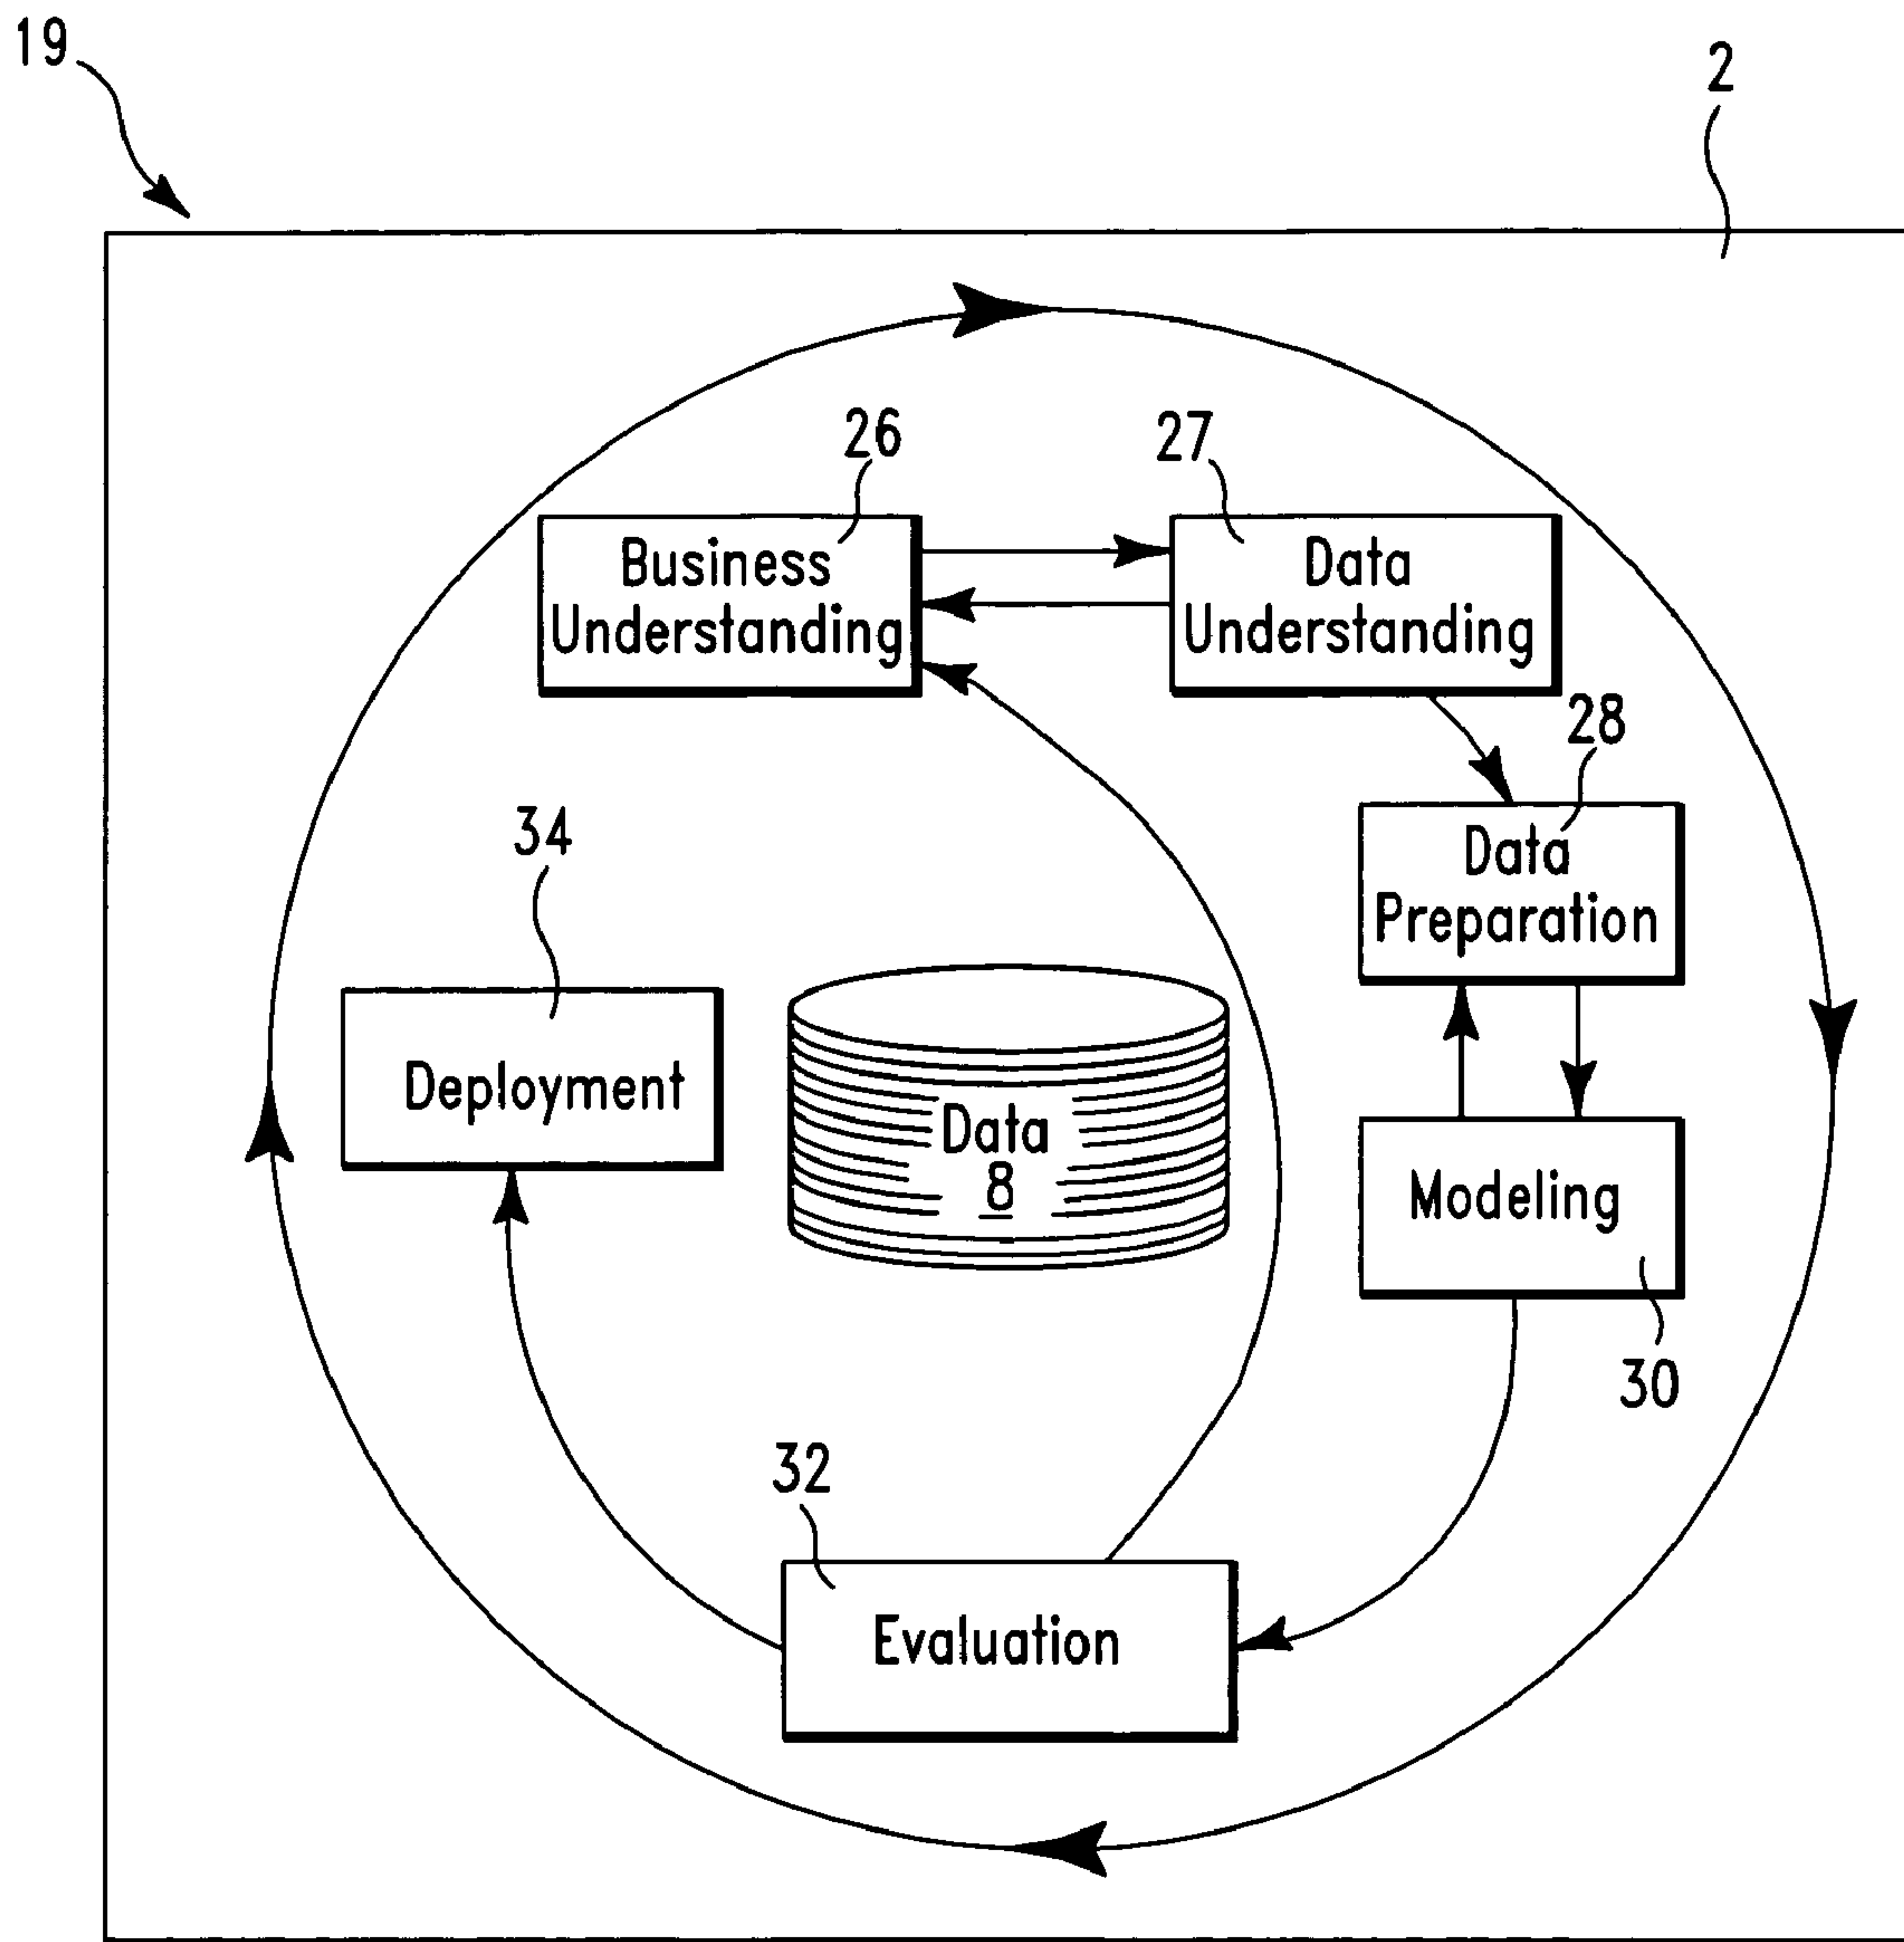 19
2
26
27
Business
Understanding
Data
Understanding
28
Data
Preparation
34
Deployment
Data
8
Modeling
30
32
Evaluation